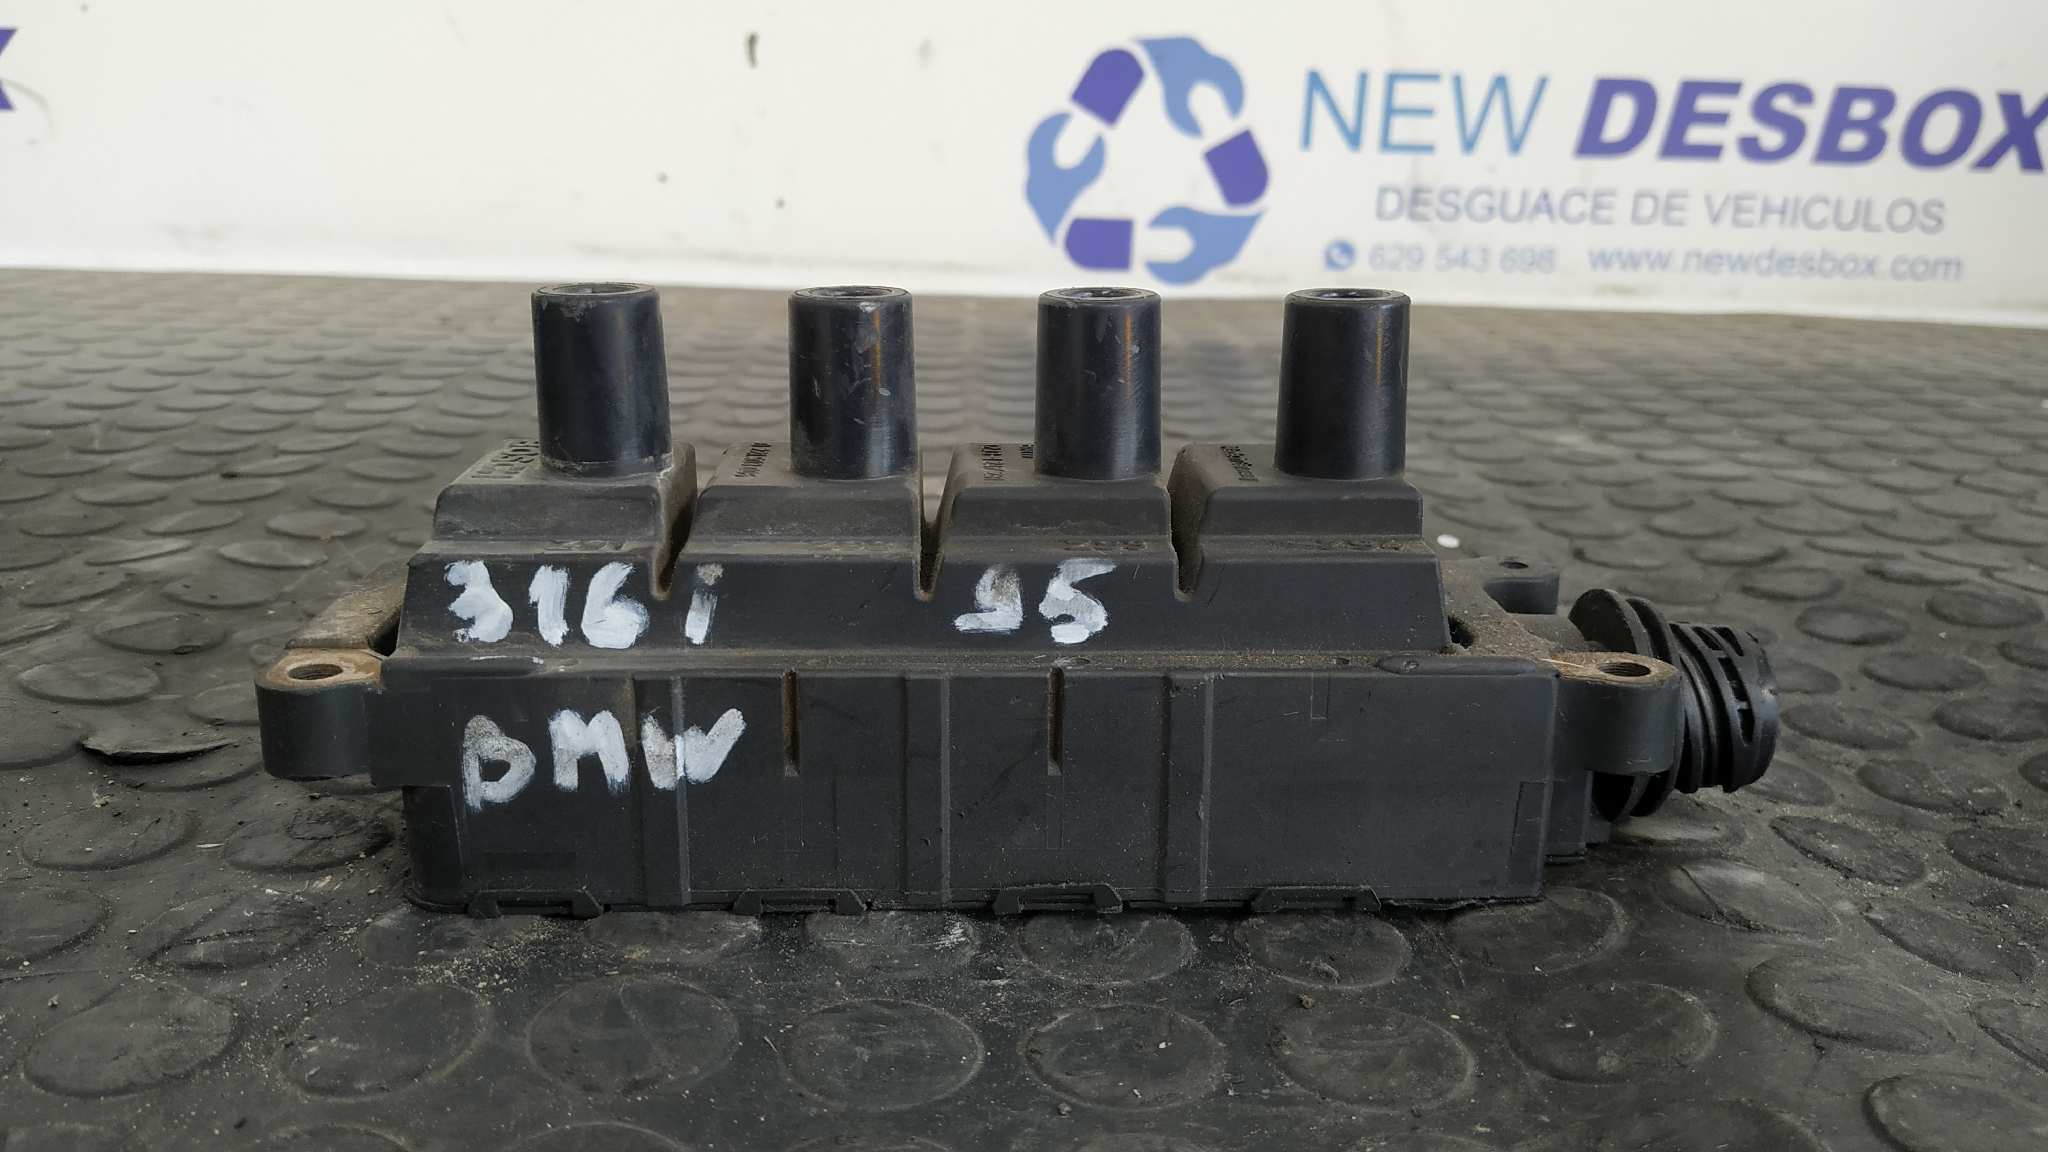 NEW DESBOX
DESGUACE DE VEHICULOS
629 543 698 www.newdesbox.com
X
316i 95
BMW